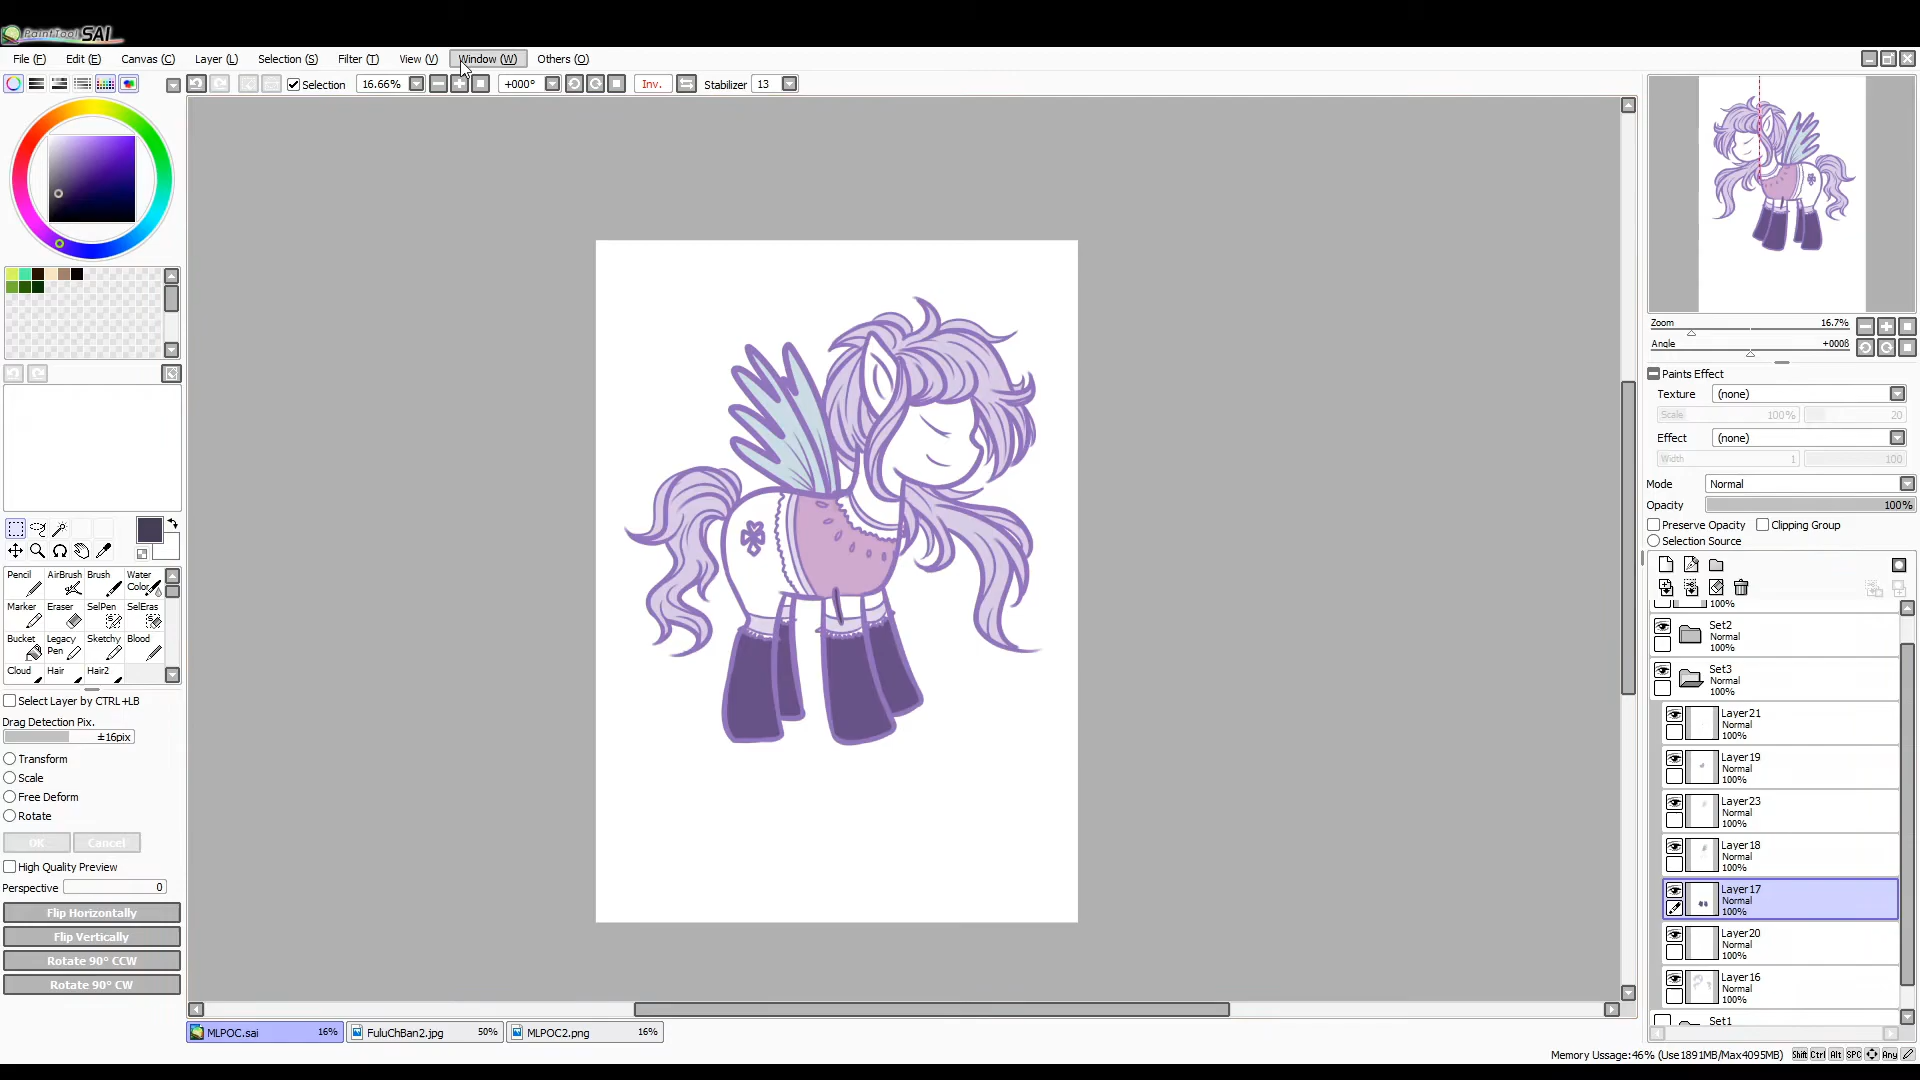 PaintTool SAI
File (F) Edit (E) Canvas (C) Layer (L) Selection (S) Filter (T) View (V) Window (W) Others (O)
Selection 16.66% +000° Inv. Stabilizer 13
Zoom 16.7%
Angle +000ß
Paints Effect
Texture (none)
Scale 100% 20
Effect (none)
Width 1 100
Mode Normal
Opacity 100%
Preserve Opacity Clipping Group
Selection Source
100%
Set2
Normal
100%
Set3
Normal
100%
Layer21
Normal
100%
Layer19
Normal
100%
Layer23
Normal
100%
Layer18
Normal
100%
Layer17
Normal
100%
Layer20
Normal
100%
Layer16
Normal
100%
Set1
Pencil AirBrush Brush Water Color
Marker Eraser SelPen SelEras
Bucket Legacy Pen Sketchy Blood
Cloud Hair Hair2
Select Layer by CTRL+LB
Drag Detection Pix.
±16pix
Transform
Scale
Free Deform
Rotate
OK Cancel
High Quality Preview
Perspective 0
Flip Horizontally
Flip Vertically
Rotate 90° CCW
Rotate 90° CW
MLPOC.sai 16% FuluChBan2.jpg 50% MLPOC2.png 16%
Memory Ussage:46% (Use1891MB/Max4095MB) Shift Ctrl Alt SPC Any